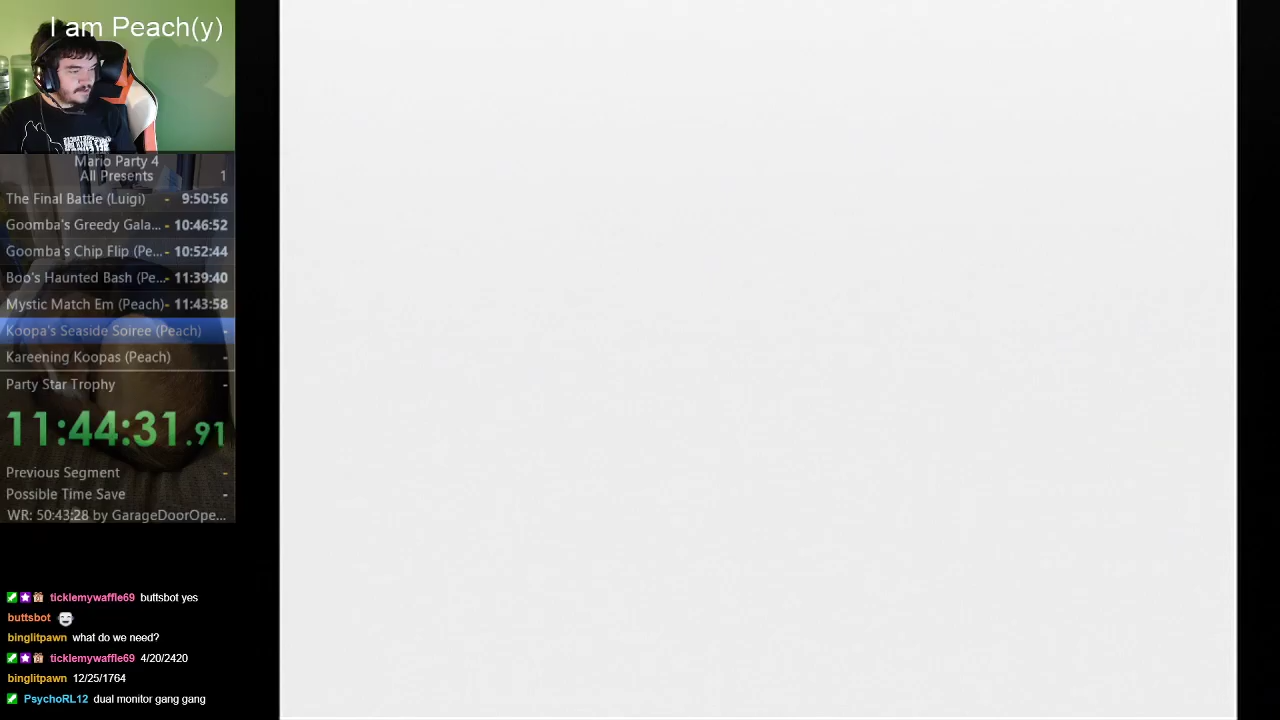 I am Peach(y)
Mario Party 4
All Presents 1
The Final Battle (Luigi) - 9:50:56
Goomba's Greedy Gala... - 10:46:52
Goomba's Chip Flip (Pe... - 10:52:44
Boo's Haunted Bash (Pe... - 11:39:40
Mystic Match Em (Peach) - 11:43:58
Koopa's Seaside Soiree (Peach) -
Kareening Koopas (Peach) -
Party Star Trophy -
11:44:31.91
Previous Segment -
Possible Time Save -
WR: 50:43:28 by GarageDoorOpe...
ticklemywaffle69 buttsbot yes
buttsbot
binglitpawn what do we need?
ticklemywaffle69 4/20/2420
binglitpawn 12/25/1764
PsychoRL12 dual monitor gang gang